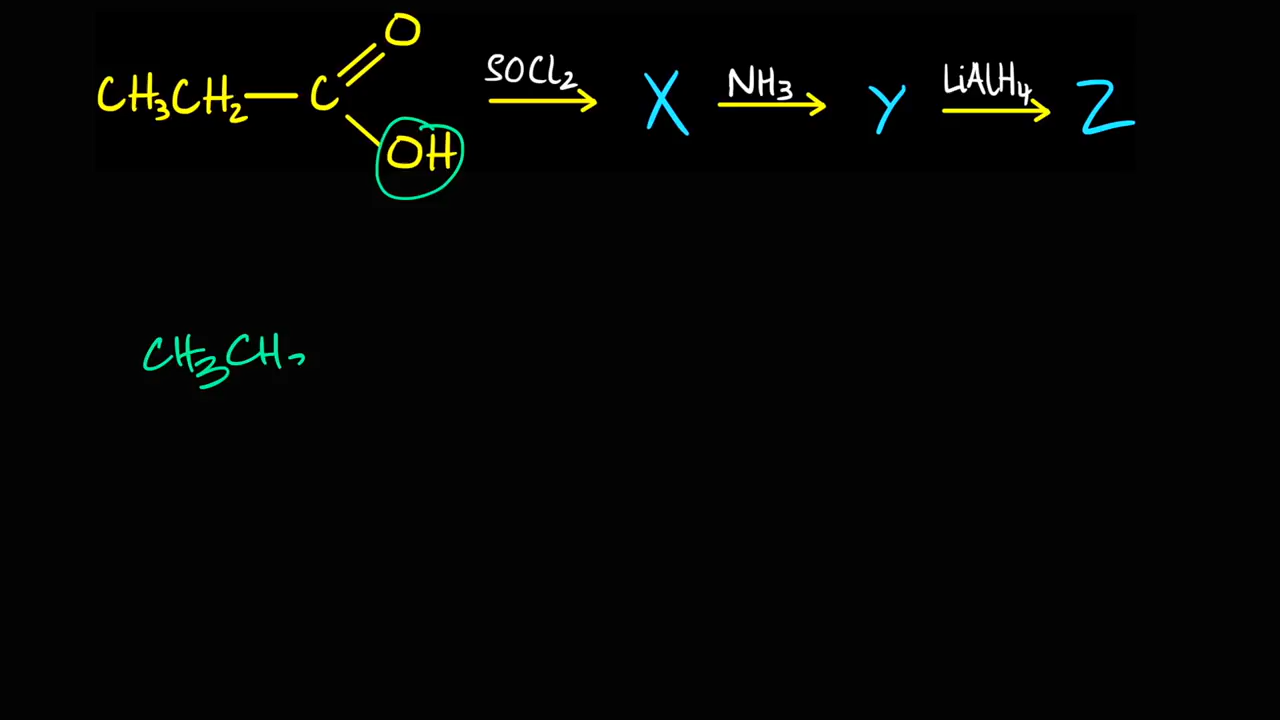 CH₃CH₂—C
O
OH
SOCl₂
X
NH₃
Y
LiAlH₄
Z
CH₃CH₂